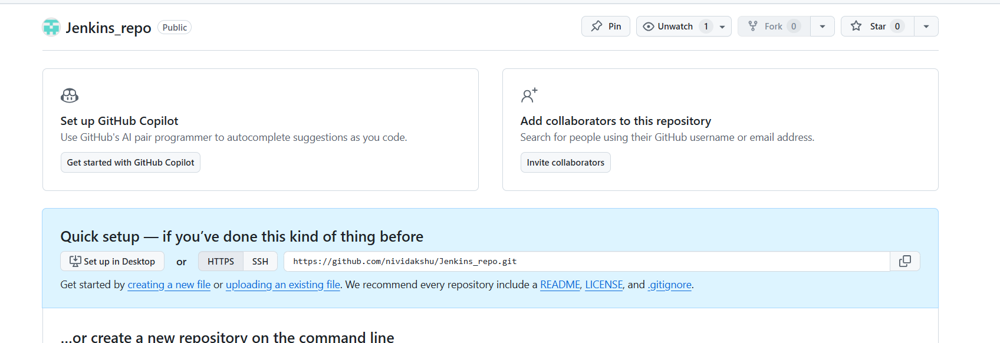 Jenkins_repo Public Pin Unwatch 1 Fork 0 Star 0
Set up GitHub Copilot
Use GitHub's AI pair programmer to autocomplete suggestions as you code.
Get started with GitHub Copilot
Add collaborators to this repository
Search for people using their GitHub username or email address.
Invite collaborators
Quick setup — if you’ve done this kind of thing before
Set up in Desktop or HTTPS SSH https://github.com/nividakshu/Jenkins_repo.git
Get started by creating a new file or uploading an existing file. We recommend every repository include a README, LICENSE, and .gitignore.
…or create a new repository on the command line